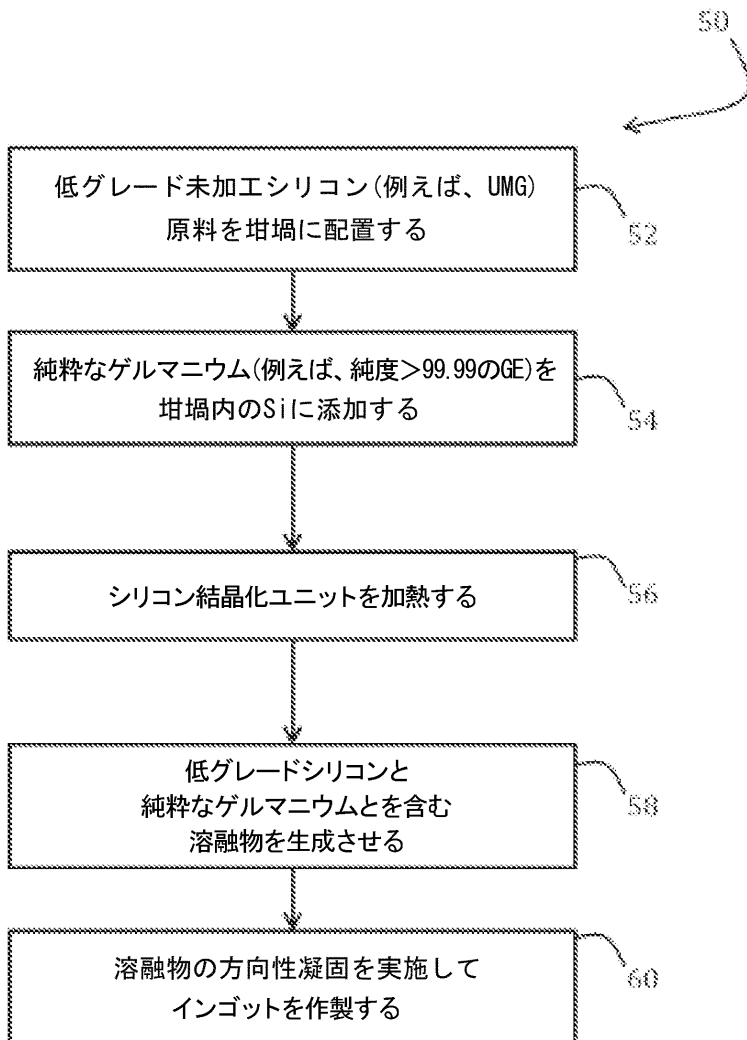 50
低グレード未加工シリコン(例えば、UMG)
原料を坩堝に配置する
52
純粋なゲルマニウム(例えば、純度>99.99のGE)を
坩堝内のSiに添加する
54
シリコン結晶化ユニットを加熱する
56
低グレードシリコンと
純粋なゲルマニウムとを含む
溶融物を生成させる
58
溶融物の方向性凝固を実施して
インゴットを作製する
60